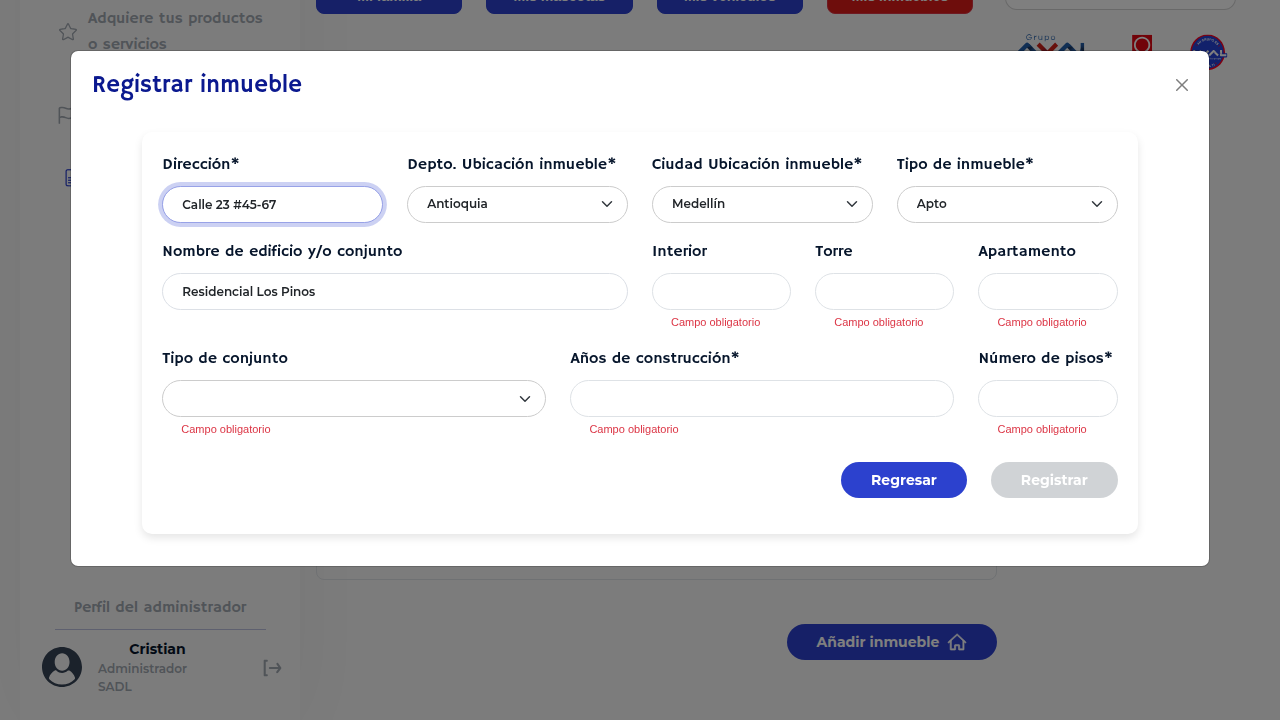 Adquiere tus productos
o servicios
Grupo
Registrar inmueble
Dirección*
Depto. Ubicación inmueble*
Ciudad Ubicación inmueble*
Tipo de inmueble*
Calle 23 #45-67
Antioquia
Medellín
Apto
Nombre de edificio y/o conjunto
Interior
Torre
Apartamento
Residencial Los Pinos
Campo obligatorio
Campo obligatorio
Campo obligatorio
Tipo de conjunto
Años de construcción*
Número de pisos*
Campo obligatorio
Campo obligatorio
Campo obligatorio
Regresar
Registrar
Perfil del administrador
Cristian
Administrador
SADL
Añadir inmueble